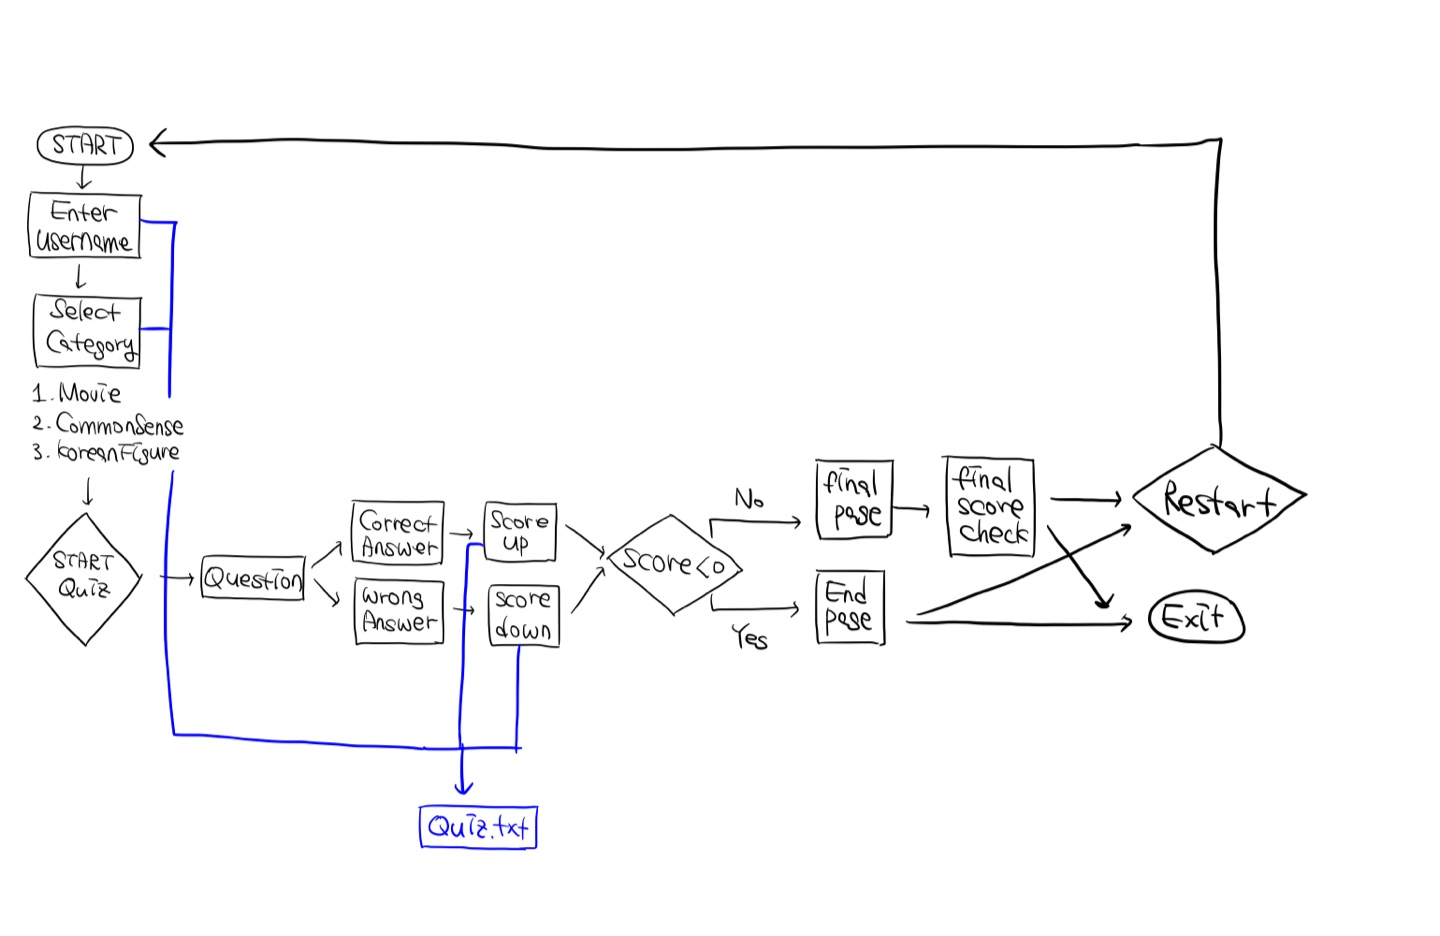 START
Enter
username
Select
Category
1. Movie
2. CommonSense
3. KoreanFigure
START
Quiz
Question
Correct
Answer
Wrong
Answer
Score
up
score
down
Score<0
No
Yes
final
page
End
page
final
score
check
Restart
Exit
Quiz.txt